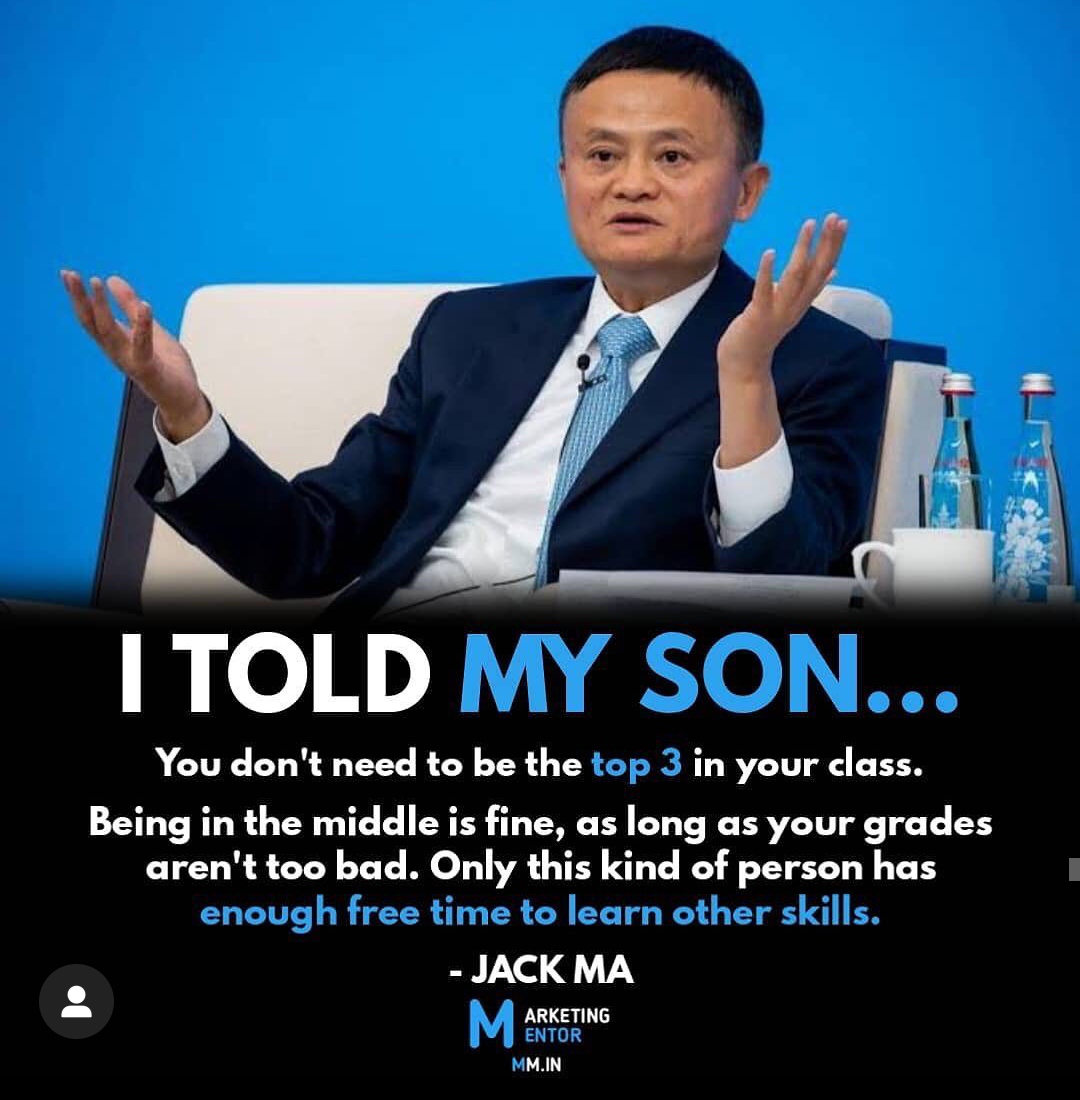 I TOLD MY SON...
You don't need to be the top 3 in your class.
Being in the middle is fine, as long as your grades
aren't too bad. Only this kind of person has
enough free time to learn other skills.
- JACK MA
MARKETING
MENTOR
MM.IN